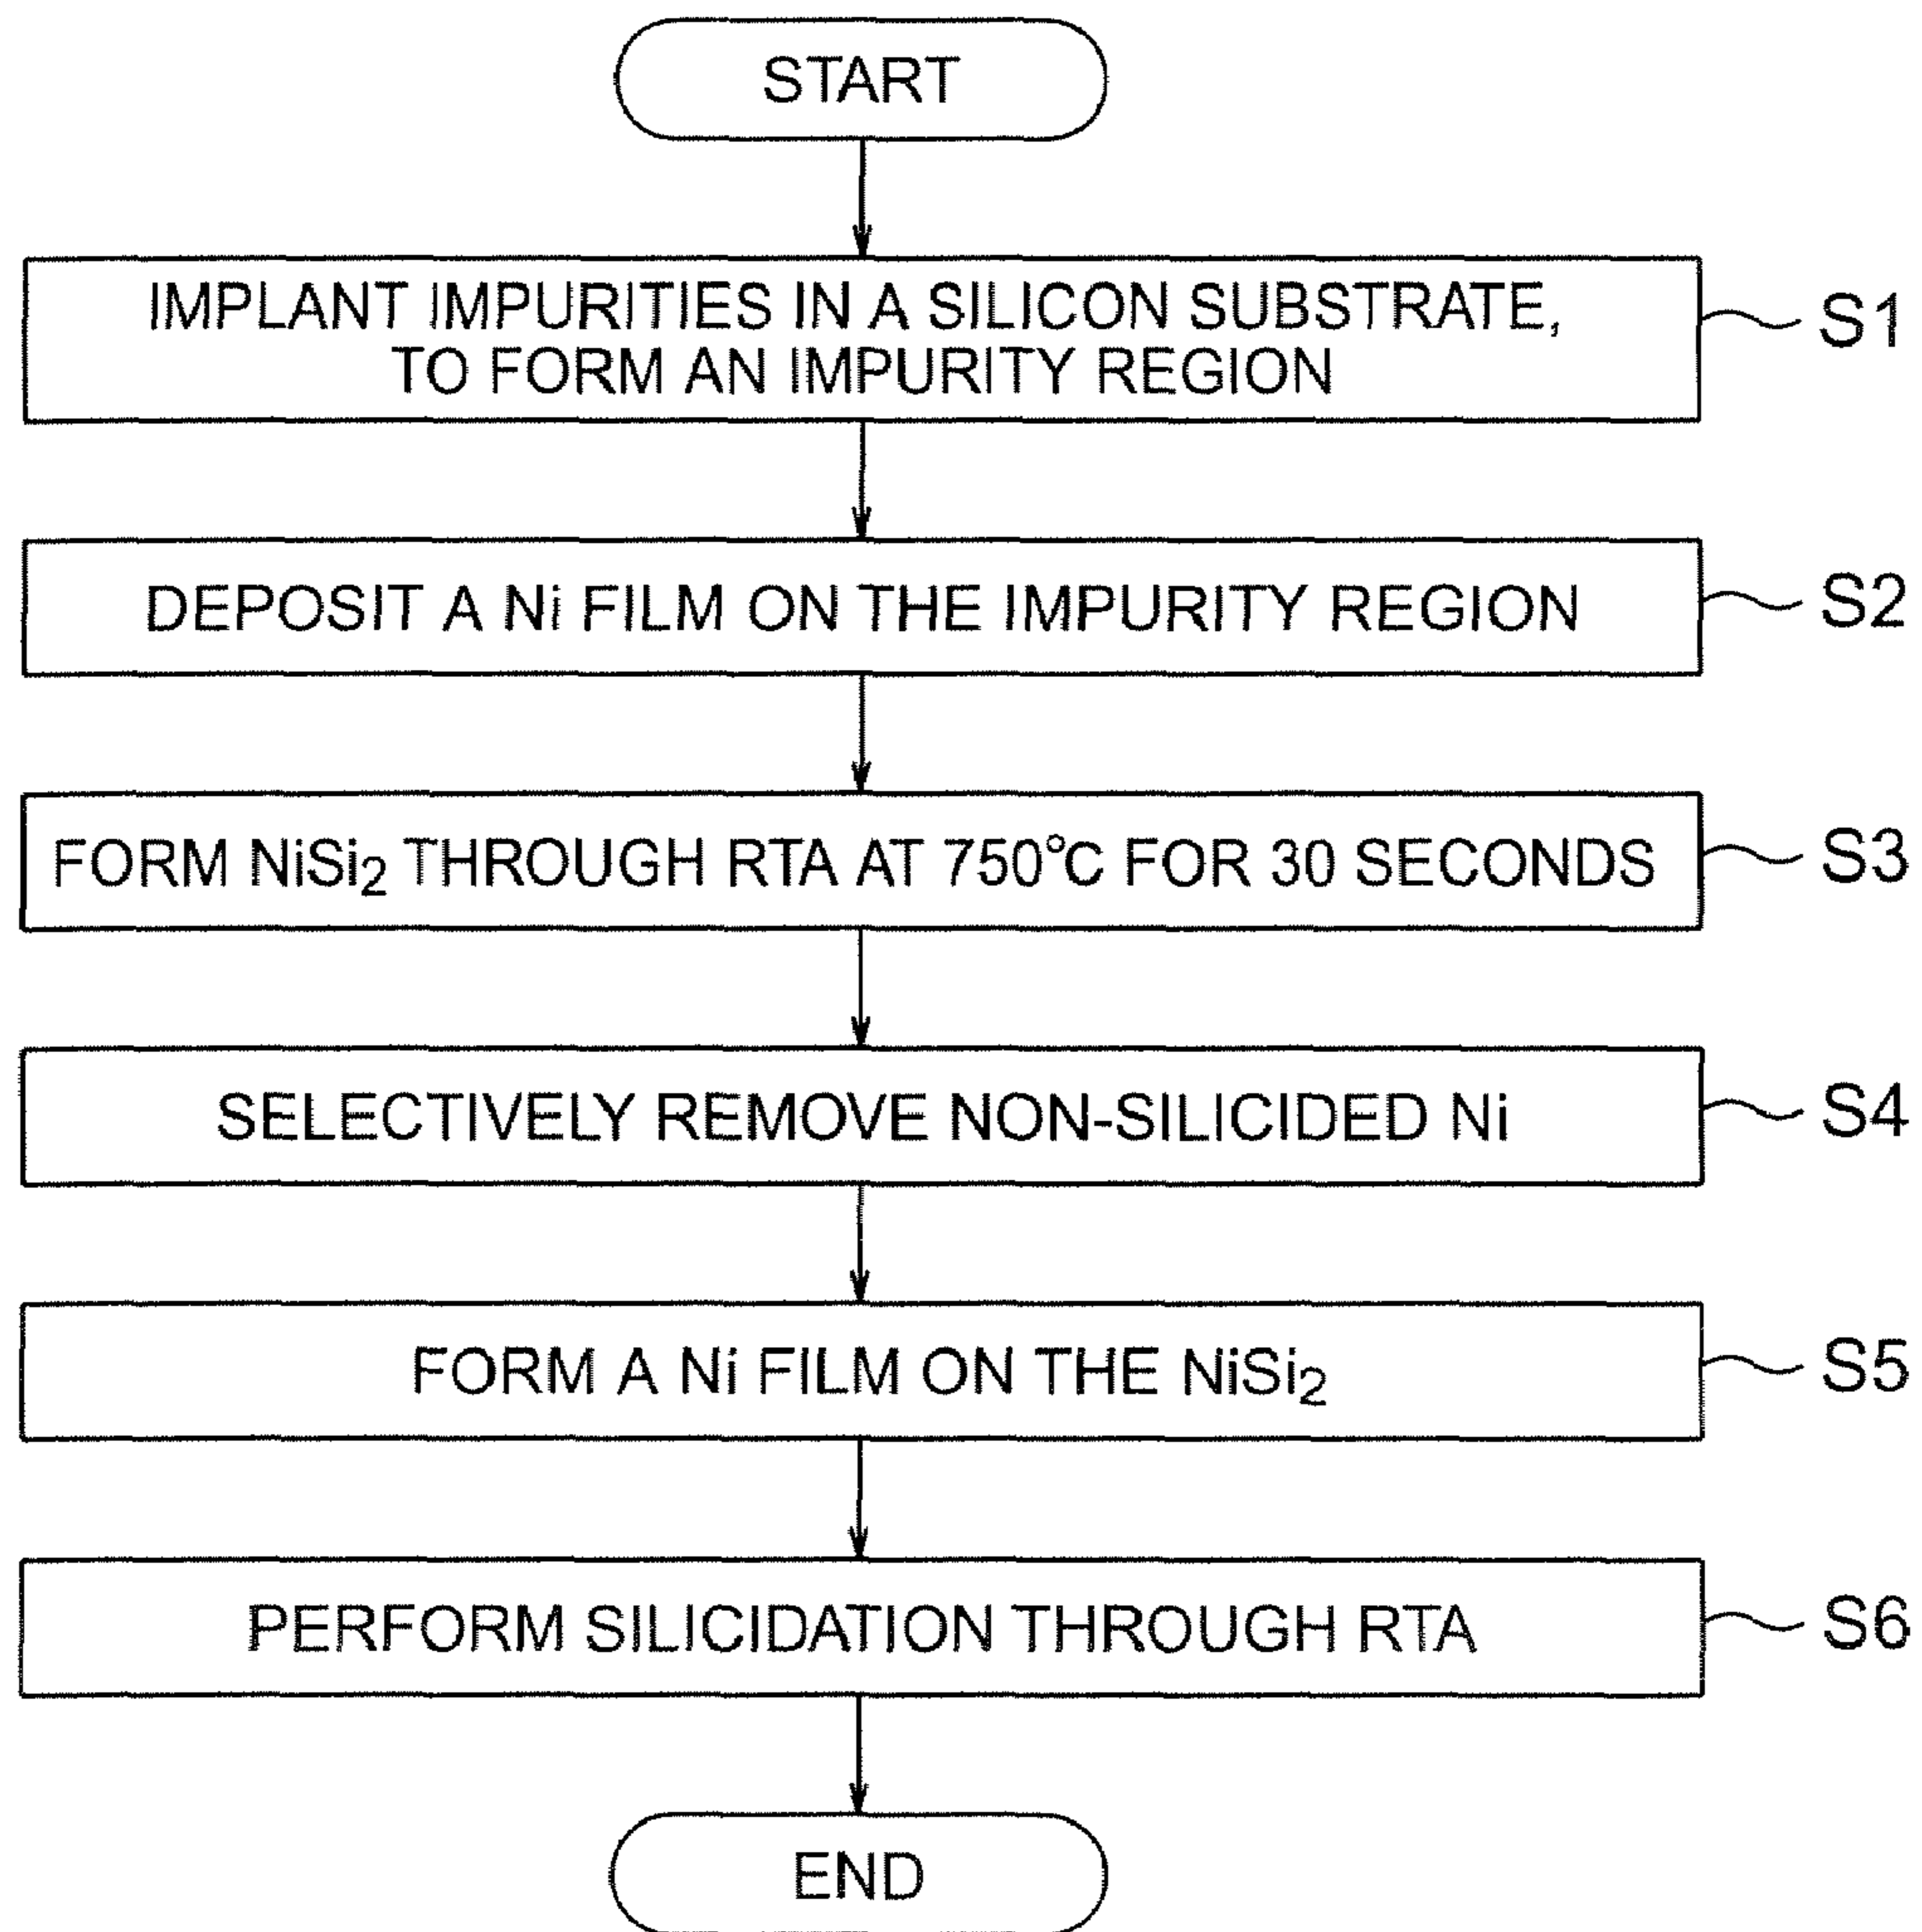 START
IMPLANT IMPURITIES IN A SILICON SUBSTRATE,
TO FORM AN IMPURITY REGION
S1
DEPOSIT A Ni FILM ON THE IMPURITY REGION
S2
FORM NiSi₂ THROUGH RTA AT 750°C FOR 30 SECONDS
S3
SELECTIVELY REMOVE NON-SILICIDED Ni
S4
FORM A Ni FILM ON THE NiSi₂
S5
PERFORM SILICIDATION THROUGH RTA
S6
END